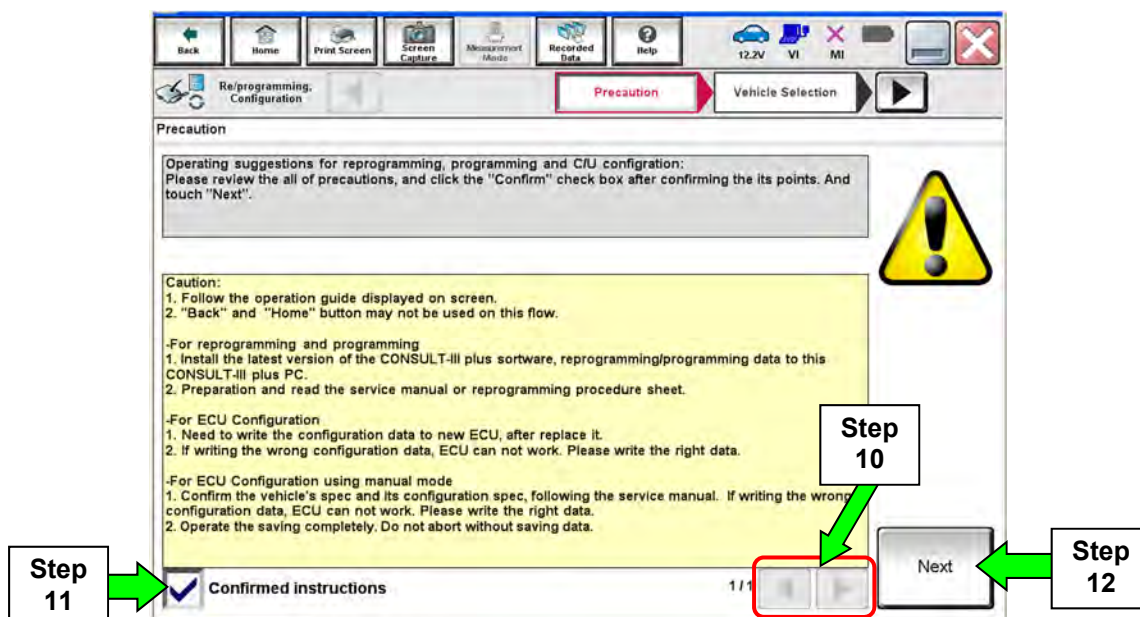 Back
Home
Print Screen
Screen Capture
Measurement Mode
Recorded Data
Help
12.2V
VI
MI
Re/programming, Configuration
Precaution
Vehicle Selection
Precaution
Operating suggestions for reprogramming, programming and C/U configration:
Please review the all of precautions, and click the "Confirm" check box after confirming the its points. And
touch "Next".
Caution:
1. Follow the operation guide displayed on screen.
2. "Back" and "Home" button may not be used on this flow.
-For reprogramming and programming
1. Install the latest version of the CONSULT-III plus sortware, reprogramming/programming data to this
CONSULT-III plus PC.
2. Preparation and read the service manual or reprogramming procedure sheet.
-For ECU Configuration
1. Need to write the configuration data to new ECU, after replace it.
2. If writing the wrong configuration data, ECU can not work. Please write the right data.
-For ECU Configuration using manual mode
1. Confirm the vehicle's spec and its configuration spec, following the service manual. If writing the wrong
configuration data, ECU can not work. Please write the right data.
2. Operate the saving completely. Do not abort without saving data.
Step
10
Step
11
Confirmed instructions
1/1
Next
Step
12